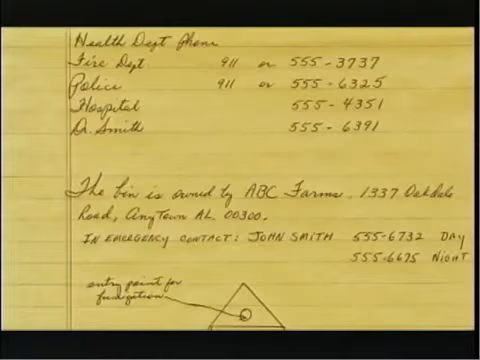 Health Dept Phone
Fire Dept 911 or 555-3737
Police 911 or 555-6325
Hospital 555-4351
Dr. Smith 555-6391
The bin is owned by ABC Farms, 1337 Oakdale
Road, Anytown AL 00300.
IN EMERGENCY CONTACT: JOHN SMITH 555-6732 DAY
555-6675 NIGHT
entry point for
fumigation